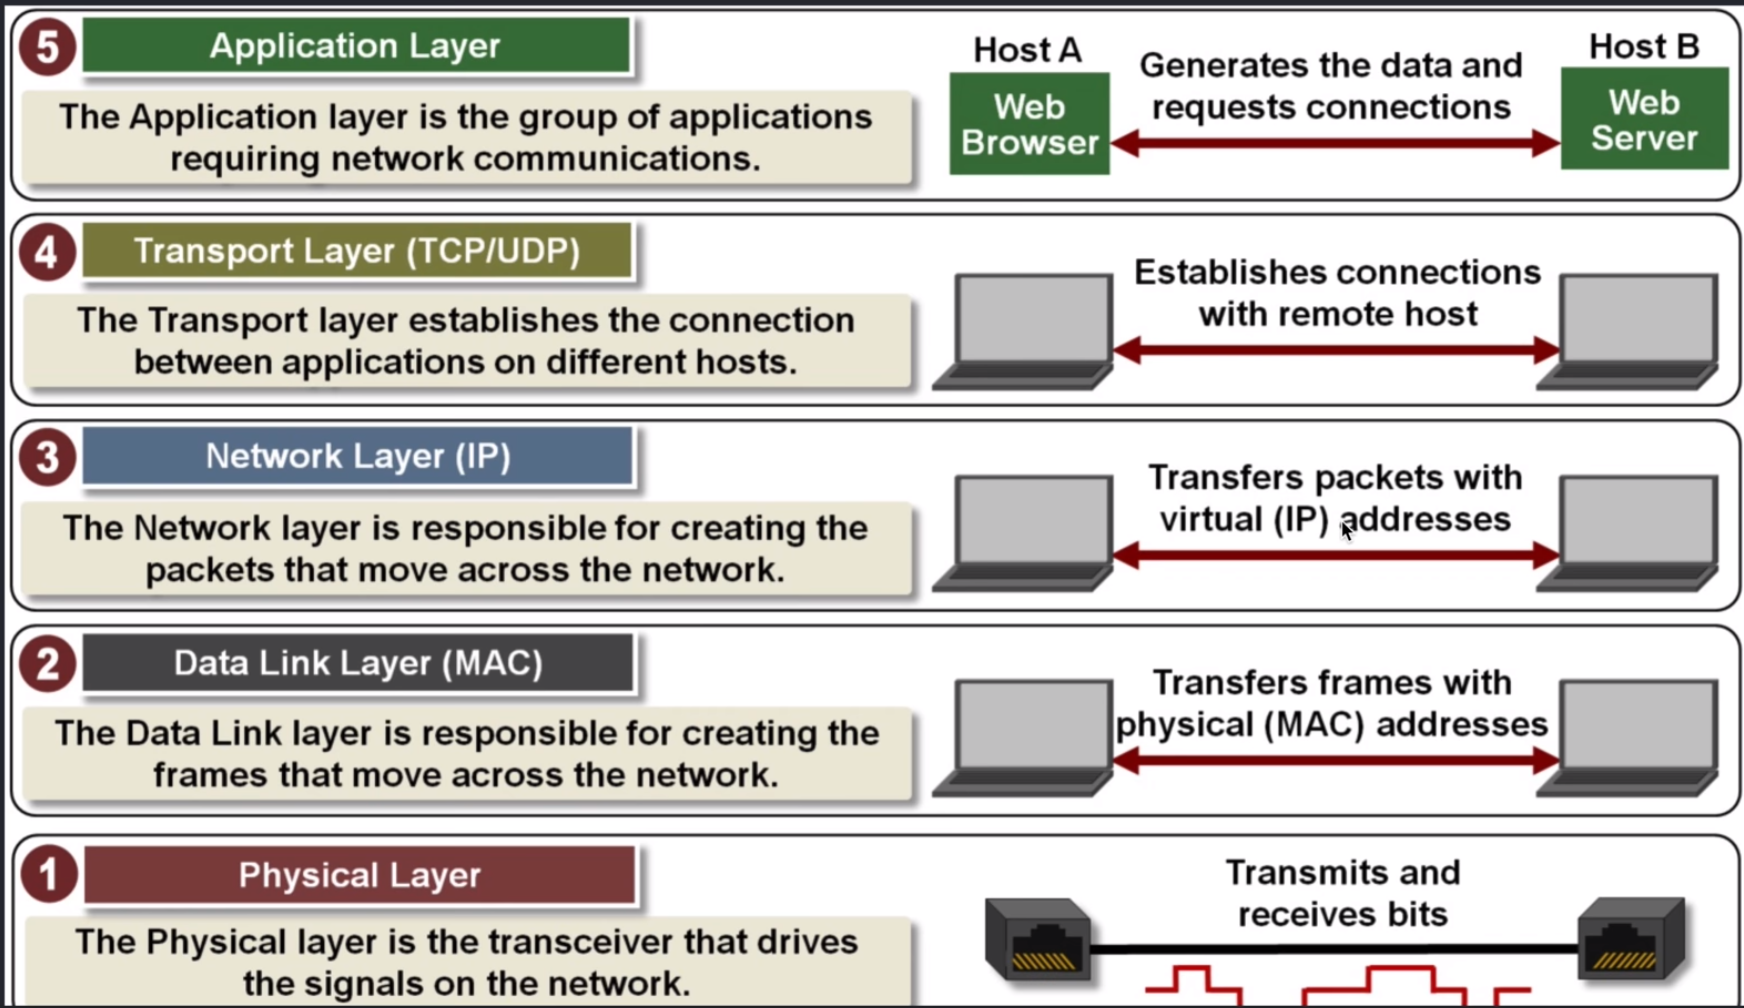 5
Application Layer
The Application layer is the group of applications
requiring network communications.
Host A
Web
Browser
Generates the data and
requests connections
Host B
Web
Server
4
Transport Layer (TCP/UDP)
The Transport layer establishes the connection
between applications on different hosts.
Establishes connections
with remote host
3
Network Layer (IP)
The Network layer is responsible for creating the
packets that move across the network.
Transfers packets with
virtual (IP) addresses
2
Data Link Layer (MAC)
The Data Link layer is responsible for creating the
frames that move across the network.
Transfers frames with
physical (MAC) addresses
1
Physical Layer
The Physical layer is the transceiver that drives
the signals on the network.
Transmits and
receives bits